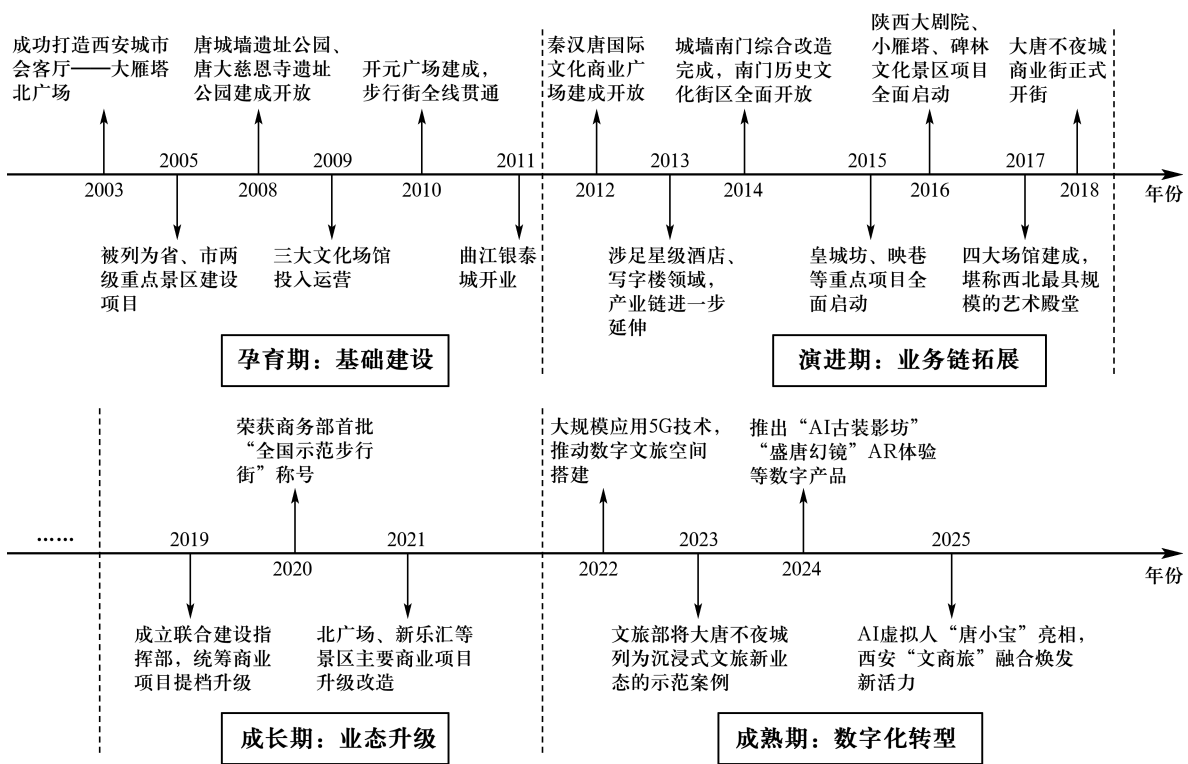 成功打造西安城市
会客厅——大雁塔
北广场
唐城墙遗址公园、
唐大慈恩寺遗址
公园建成开放
开元广场建成，
步行街全线贯通
秦汉唐国际
文化商业广
场建成开放
城墙南门综合改造
完成，南门历史文
化街区全面开放
陕西大剧院、
小雁塔、碑林
文化景区项目
全面启动
大唐不夜城
商业街正式
开街
2003
2005
2008
2009
2010
2011
2012
2013
2014
2015
2016
2017
2018
年份
被列为省、市两
级重点景区建设
项目
三大文化场馆
投入运营
曲江银泰
城开业
涉足星级酒店、
写字楼领域，
产业链进一步
延伸
皇城坊、映巷
等重点项目全
面启动
四大场馆建成，
堪称西北最具规
模的艺术殿堂
孕育期：基础建设
演进期：业务链拓展
荣获商务部首批
“全国示范步行
街”称号
大规模应用5G技术，
推动数字文旅空间
搭建
推出“AI古装影坊”
“盛唐幻镜”AR体验
等数字产品
……
2019
2020
2021
2022
2023
2024
2025
年份
成立联合建设指
挥部，统筹商业
项目提档升级
北广场、新乐汇等
景区主要商业项目
升级改造
文旅部将大唐不夜城
列为沉浸式文旅新业
态的示范案例
AI虚拟人“唐小宝”亮相，
西安“文商旅”融合焕发
新活力
成长期：业态升级
成熟期：数字化转型